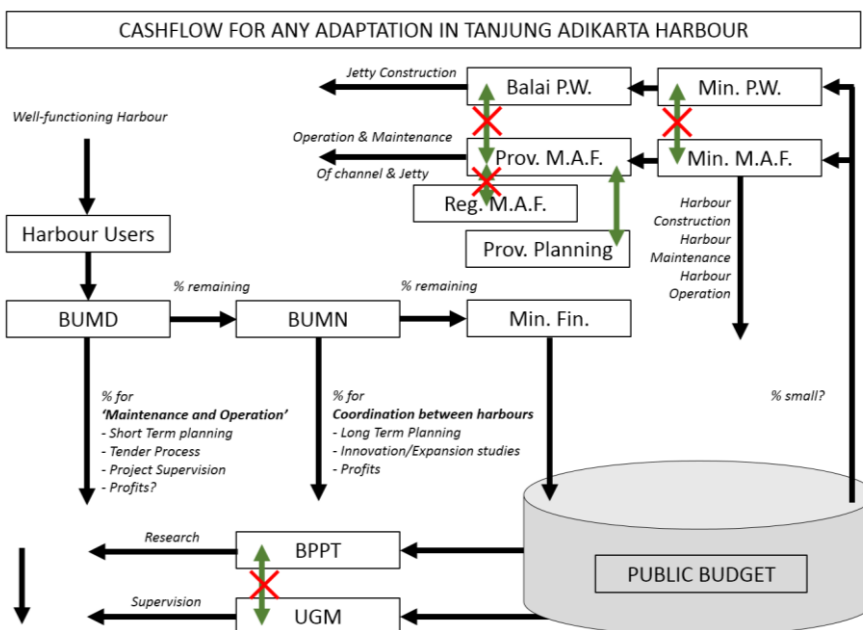 CASHFLOW FOR ANY ADAPTATION IN TANJUNG ADIKARTA HARBOUR
Jetty Construction
Balai P.W.
Min. P.W.
Well-functioning Harbour
Operation & Maintenance
Of channel & Jetty
Prov. M.A.F.
Min. M.A.F.
Reg. M.A.F.
Harbour
Construction
Harbour
Maintenance
Harbour
Operation
Harbour Users
Prov. Planning
% remaining
% remaining
BUMD
BUMN
Min. Fin.
% for
'Maintenance and Operation'
- Short Term planning
- Tender Process
- Project Supervision
- Profits?
% for
Coordination between harbours
- Long Term Planning
- Innovation/Expansion studies
- Profits
% small?
Research
BPPT
PUBLIC BUDGET
Supervision
UGM